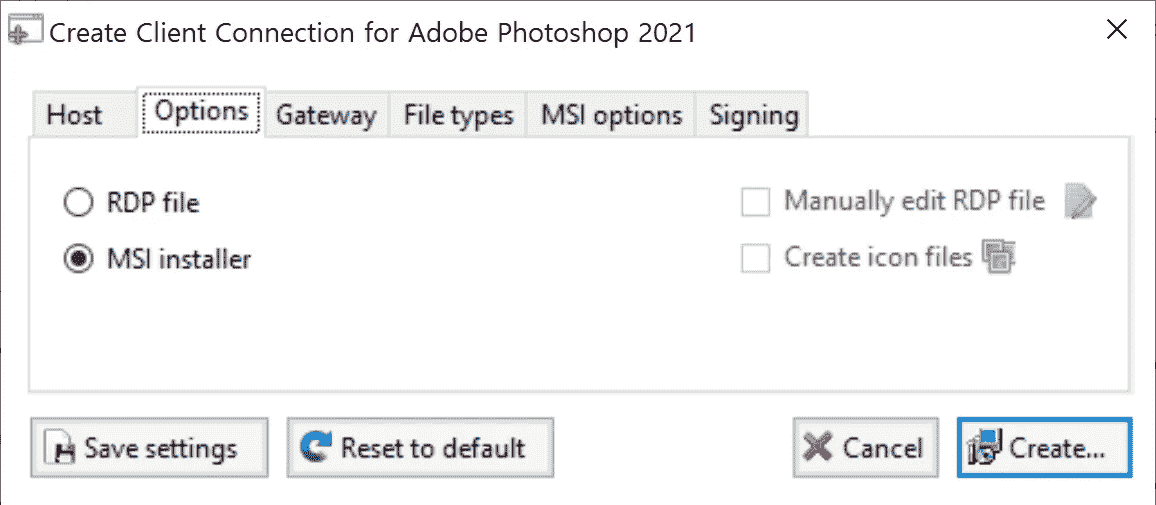 Create Client Connection for Adobe Photoshop 2021
Host Options Gateway File types MSI options Signing
RDP file Manually edit RDP file
MSI installer Create icon files
Save settings Reset to default Cancel Create...